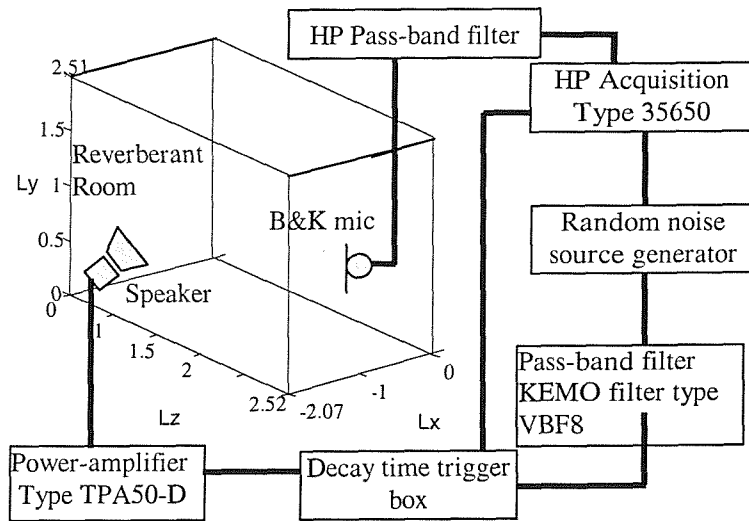 HP Pass-band filter
HP Acquisition
Type 35650
Random noise
source generator
Pass-band filter
KEMO filter type
VBF8
Decay time trigger
box
Power-amplifier
Type TPA50-D
Reverberant
Room
B&K mic
Speaker
2.51
1.5
Ly 1
0.5
0
0
1
1.5
2
2.52
Lz
-2.07
-1
0
Lx